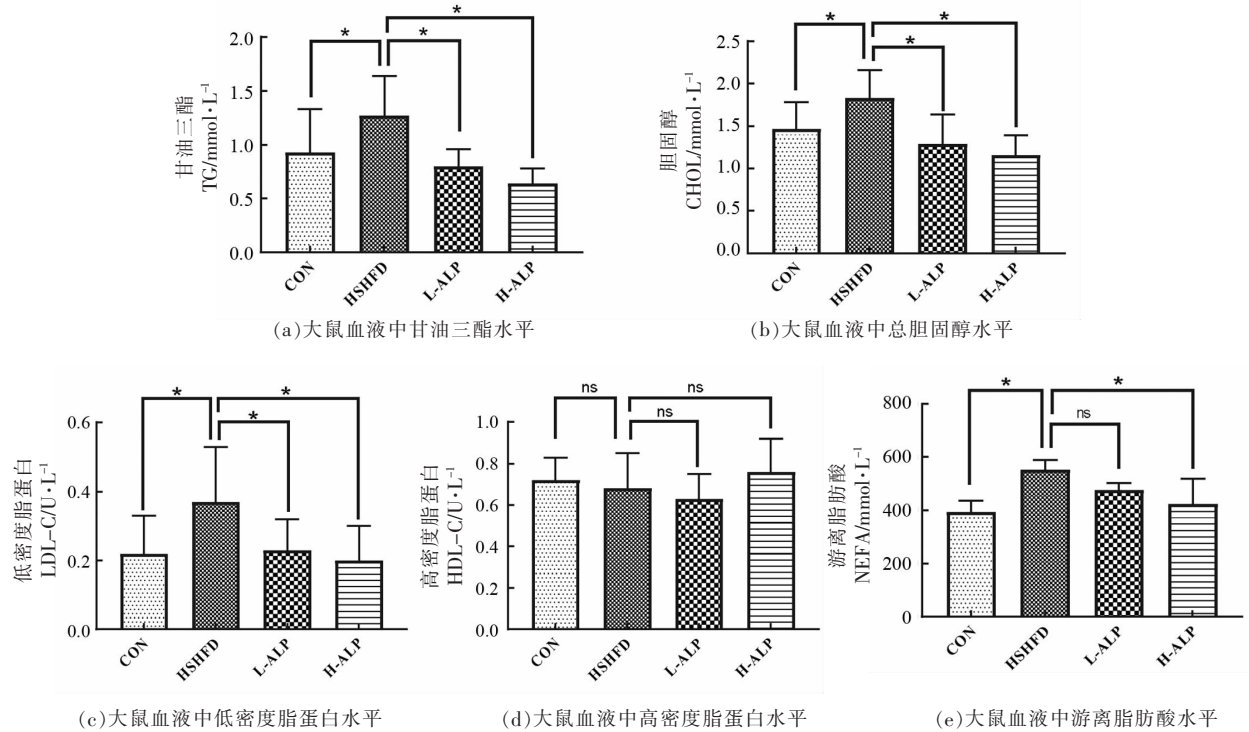 * * *
2.0
1.5
1.0
0.5
0.0
甘油三酯
TG/mmol·L⁻¹
CON HSHFD L-ALP H-ALP
(a)大鼠血液中甘油三酯水平
* * *
2.5
2.0
1.5
1.0
0.5
0.0
胆固醇
CHOL/mmol·L⁻¹
CON HSHFD L-ALP H-ALP
(b)大鼠血液中总胆固醇水平
* * *
0.6
0.4
0.2
0.0
低密度脂蛋白
LDL-C/U·L⁻¹
CON HSHFD L-ALP H-ALP
(c)大鼠血液中低密度脂蛋白水平
ns ns ns
1.0
0.8
0.6
0.4
0.2
0.0
高密度脂蛋白
HDL-C/U·L⁻¹
CON HSHFD L-ALP H-ALP
(d)大鼠血液中高密度脂蛋白水平
* * ns
800
600
400
200
0
游离脂肪酸
NEFA/mmol·L⁻¹
CON HSHFD L-ALP H-ALP
(e)大鼠血液中游离脂肪酸水平